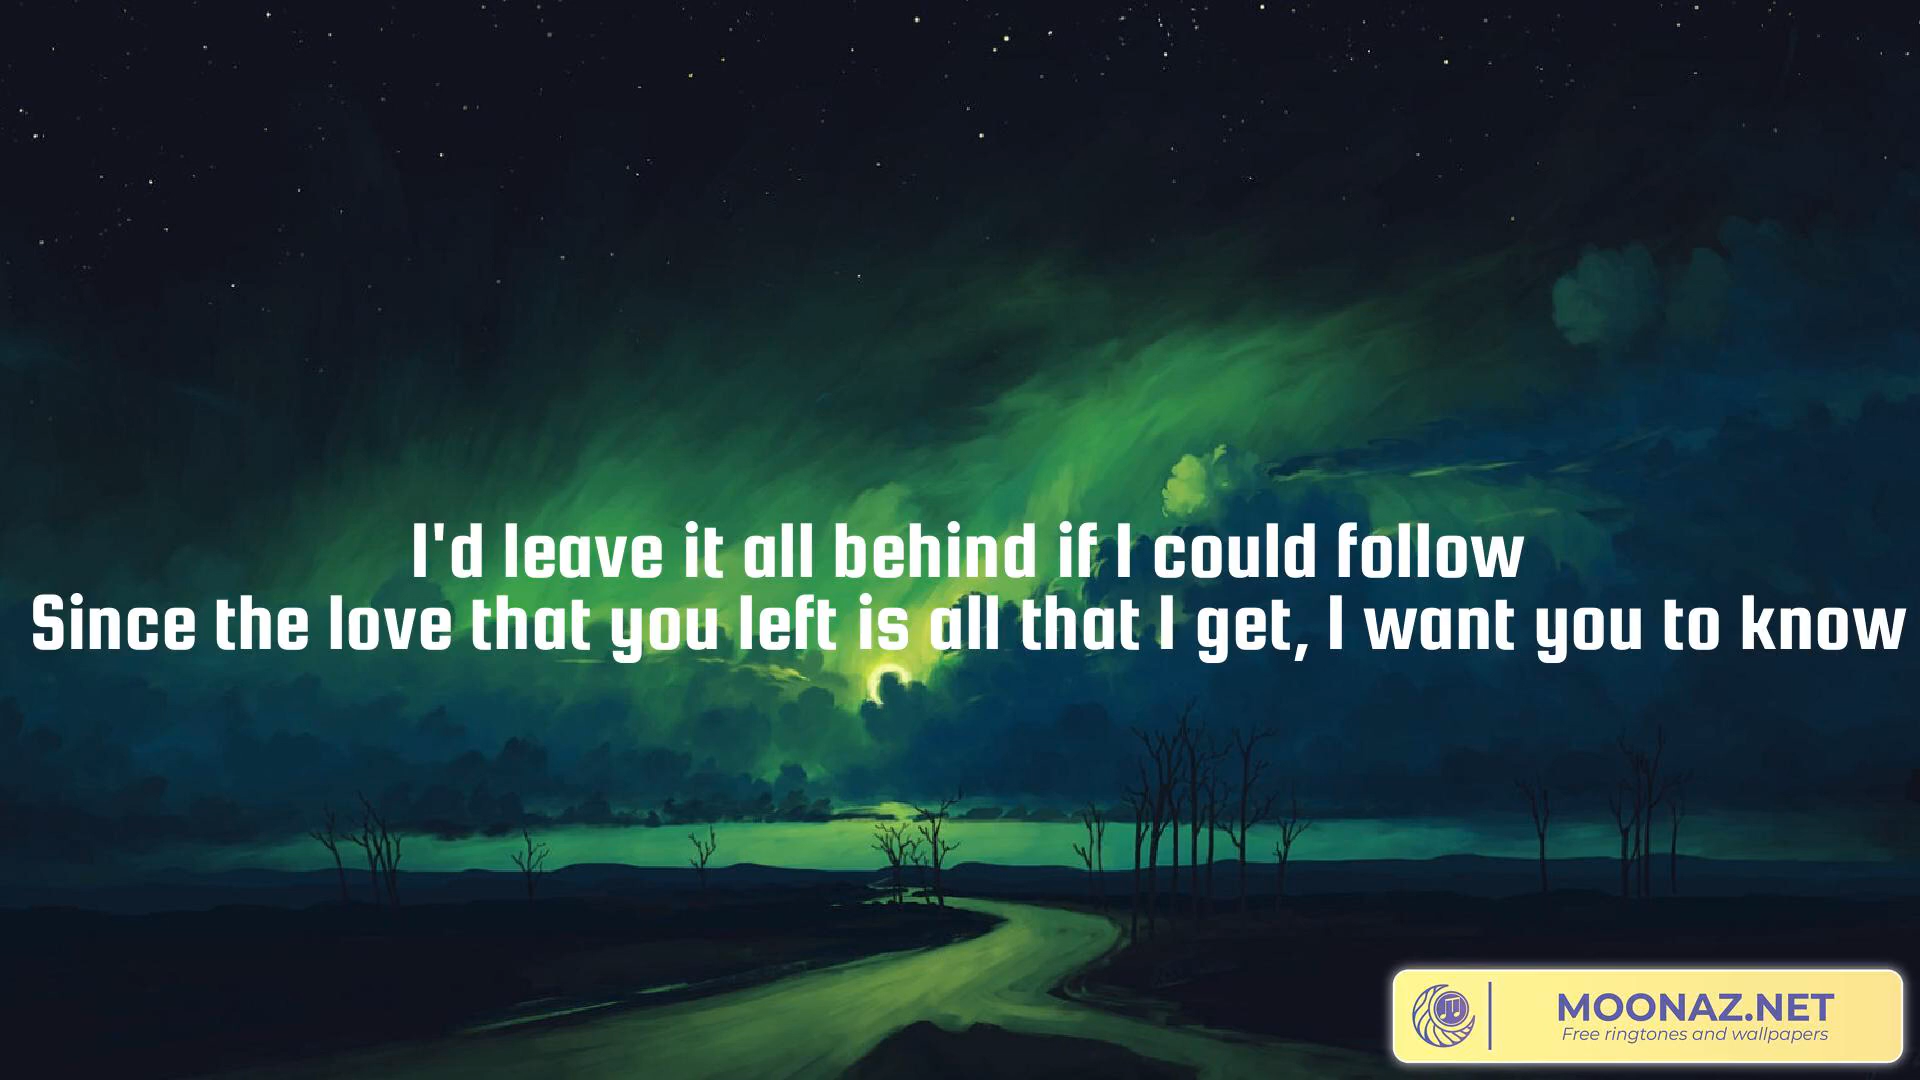 I'd leave it all behind if I could follow
Since the love that you left is all that I get, I want you to know
MOONAZ.NET
Free ringtones and wallpapers